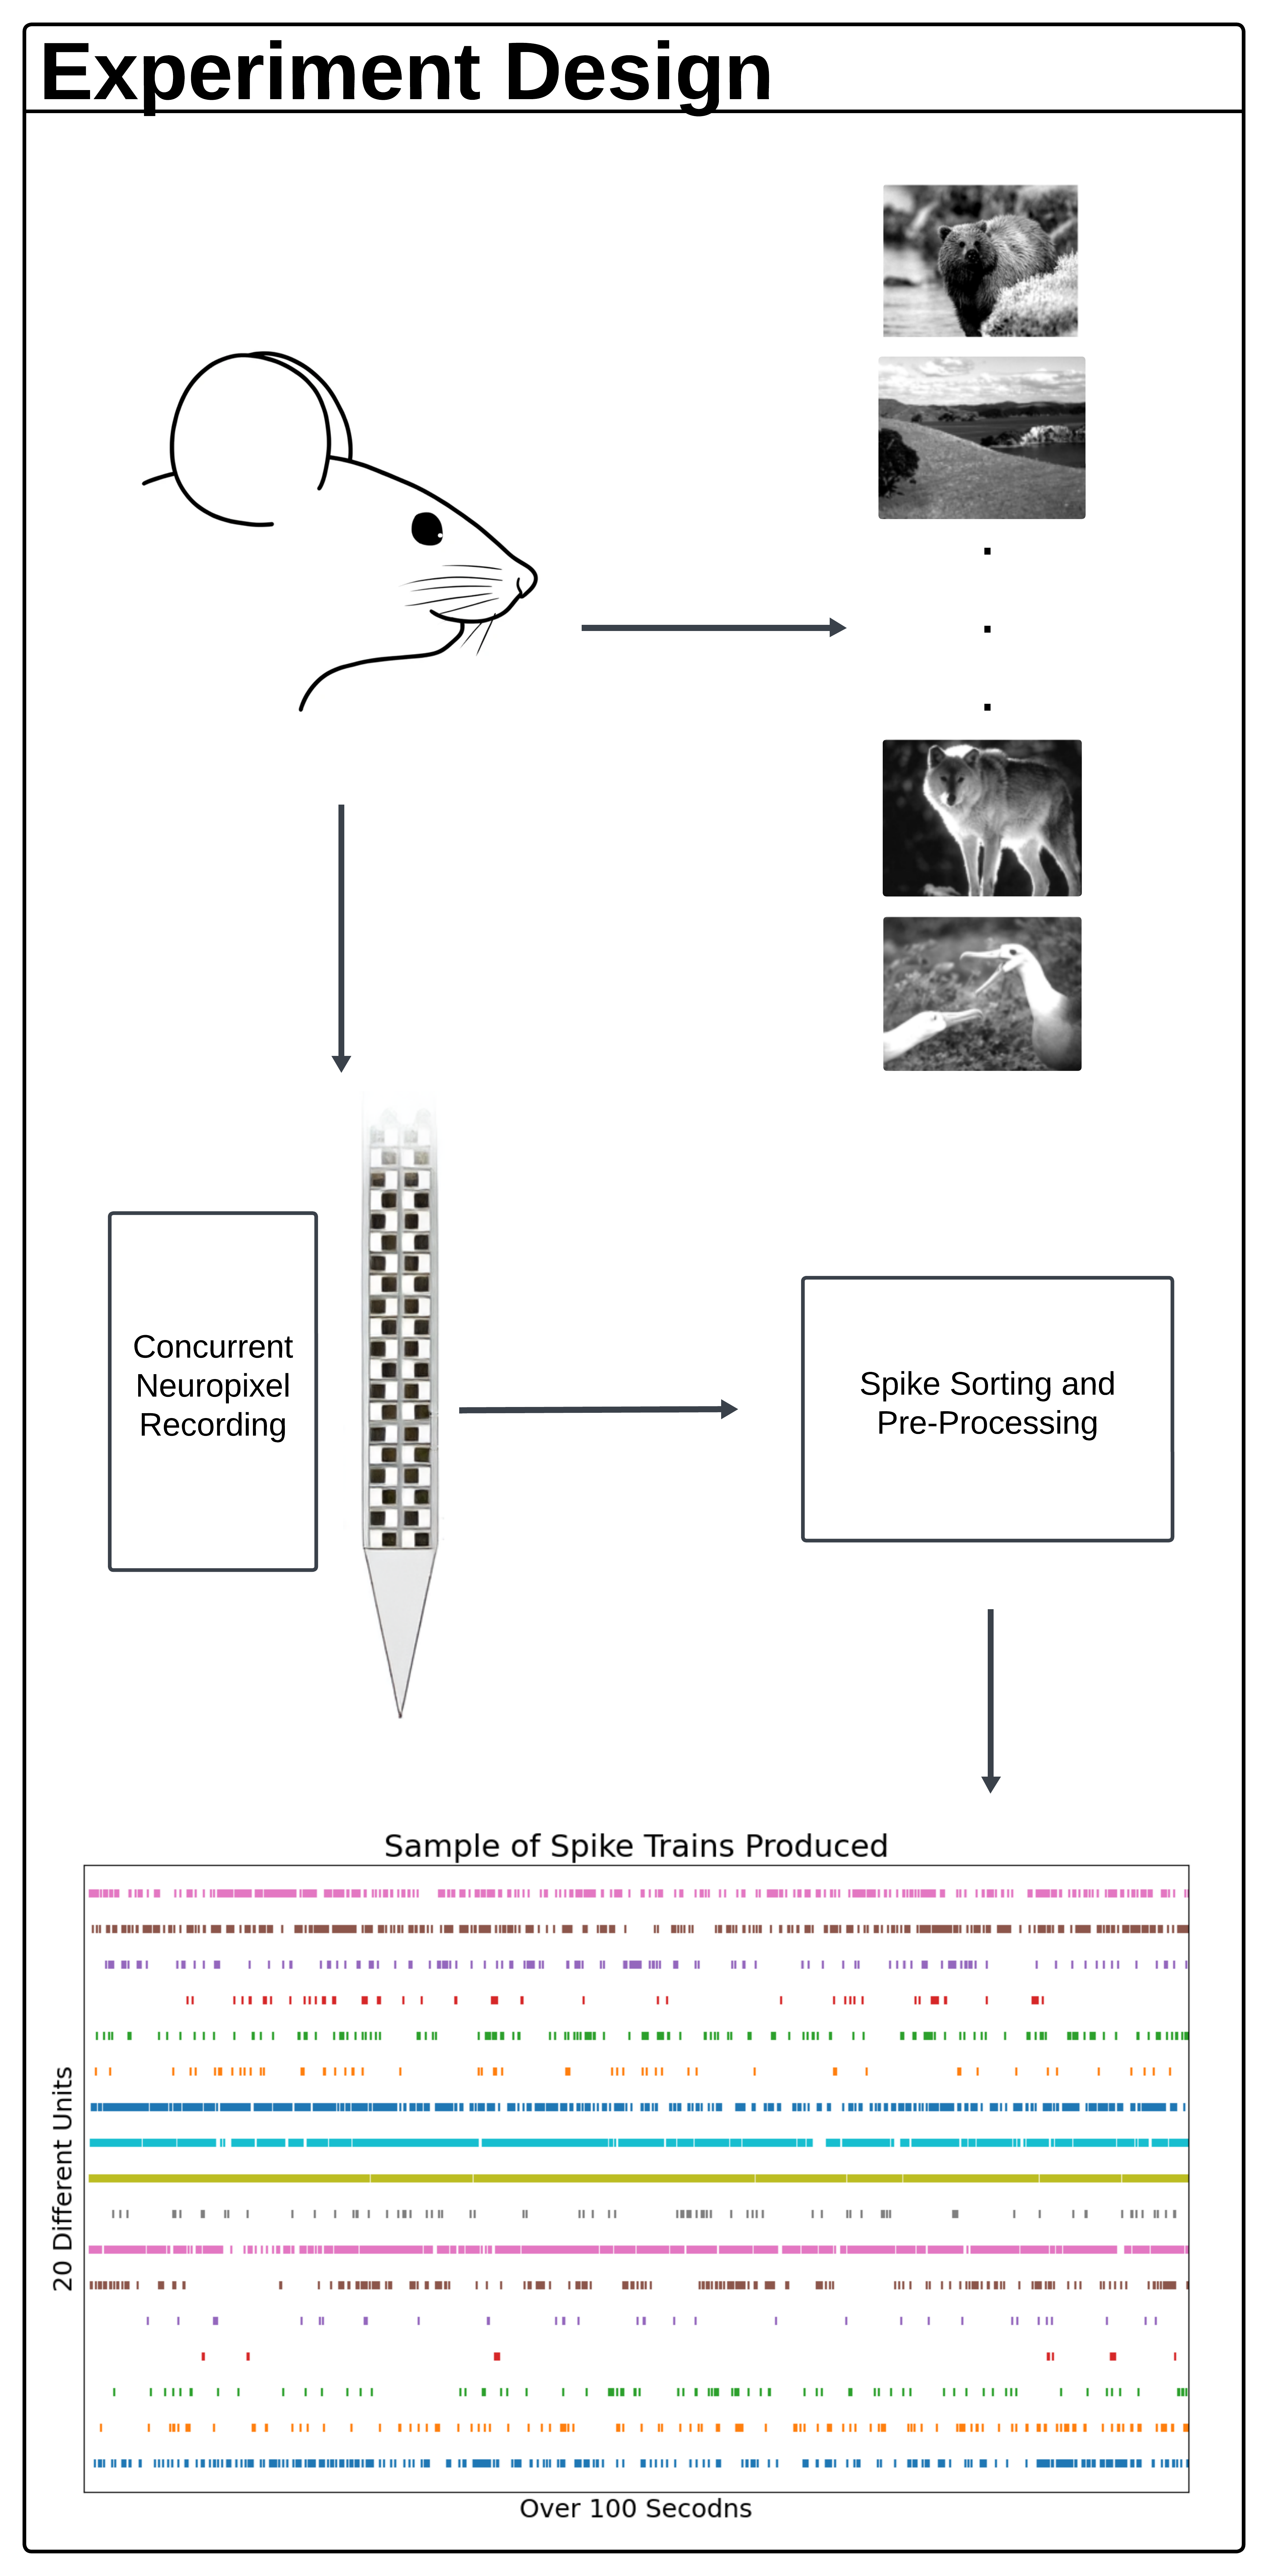 Experiment Design
Concurrent
Neuropixel
Recording
Spike Sorting and
Pre-Processing
Sample of Spike Trains Produced
20 Different Units
Over 100 Secodns